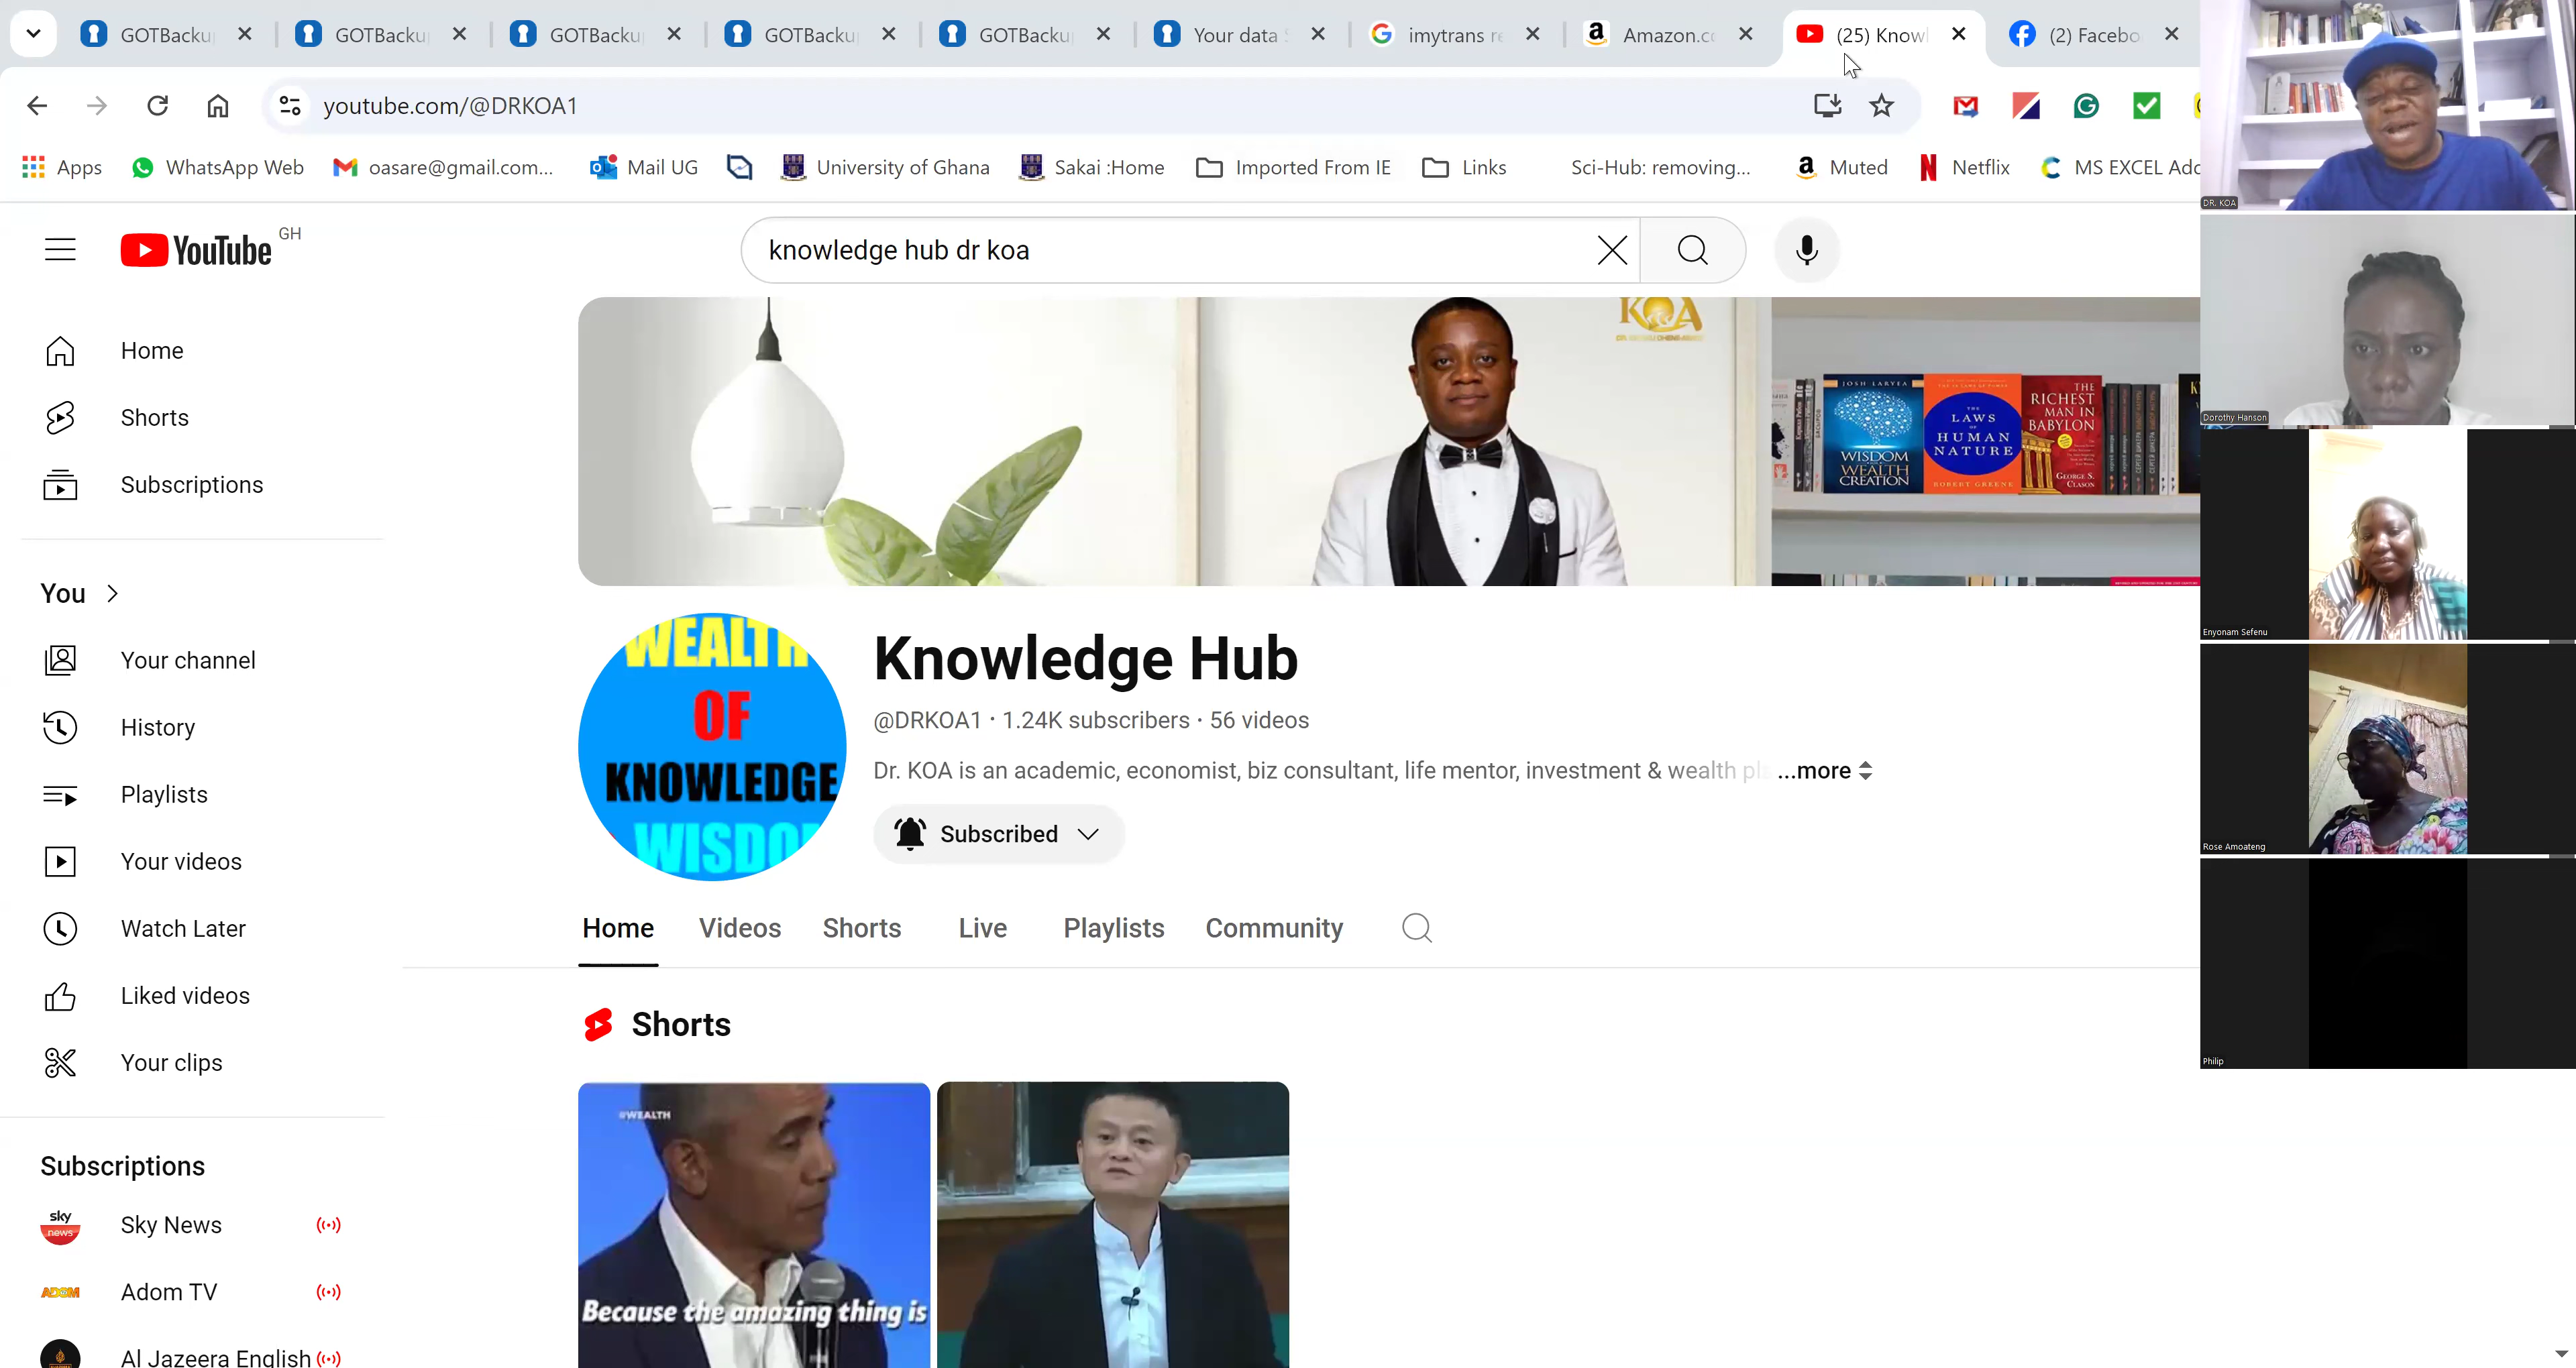 GOTBacku
GOTBacku
GOTBacku
GOTBacku
GOTBacku
Your data
imytrans re
Amazon.co
(25) Know
(2) Facebo
youtube.com/@DRKOA1
Apps
WhatsApp Web
oasare@gmail.com...
Mail UG
University of Ghana
Sakai :Home
Imported From IE
Links
Sci-Hub: removing...
Muted
Netflix
MS EXCEL Adc
DR. KOA
YouTube GH
knowledge hub dr koa
Home
Shorts
Subscriptions
You
Your channel
History
Playlists
Your videos
Watch Later
Liked videos
Your clips
Subscriptions
sky news
Sky News
ADOM
Adom TV
Al Jazeera English
KOA
JOSH LARYEA
WISDOM
WEALTH
CREATION
THE
LAWS
OF
HUMAN
NATURE
ROBERT GREENE
THE
RICHEST
MAN IN
BABYLON
GEORGE S.
CLASON
WEALTH
OF
KNOWLEDGE
WISDO
Knowledge Hub
@DRKOA1 · 1.24K subscribers · 56 videos
Dr. KOA is an academic, economist, biz consultant, life mentor, investment & wealth pl ...more
Subscribed
Home
Videos
Shorts
Live
Playlists
Community
Shorts
#WEALTH
Because the amazing thing is
Dorothy Hanson
Enyonam Sefenu
Rose Amoateng
Philip